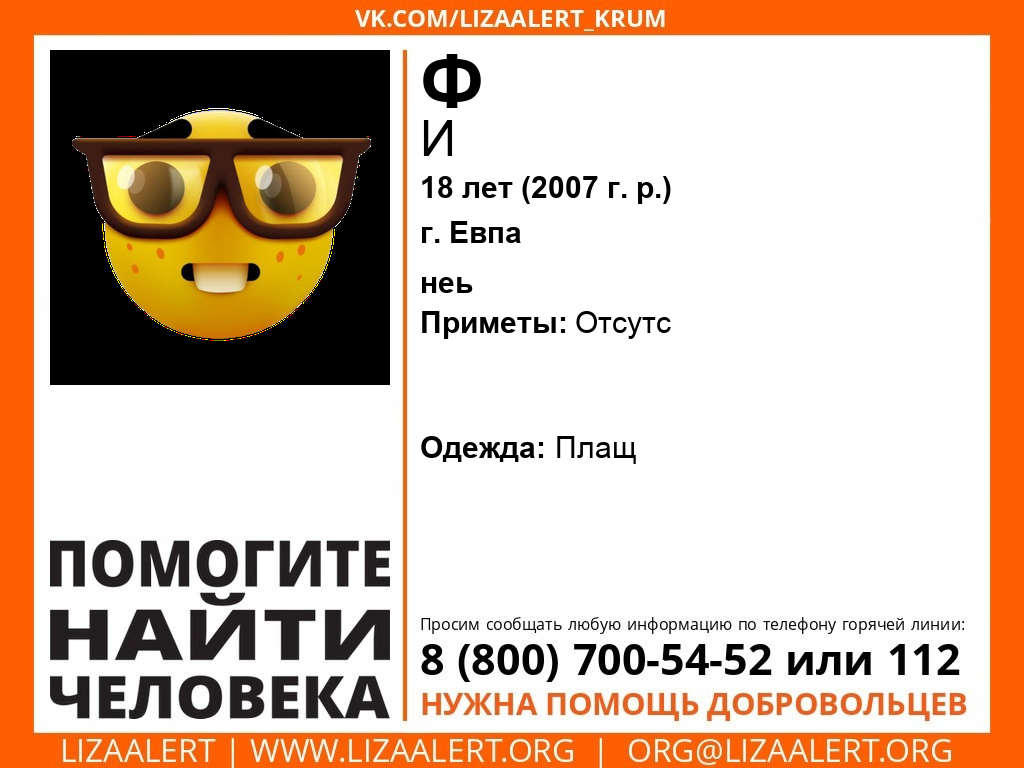 VK.COM/LIZAALERT_KRUM
Ф
И
18 лет (2007 г. р.)
г. Евпа
неь
Приметы: Отсутс
Одежда: Плащ
ПОМОГИТЕ
НАЙТИ
ЧЕЛОВЕКА
Просим сообщать любую информацию по телефону горячей линии:
8 (800) 700-54-52 или 112
НУЖНА ПОМОЩЬ ДОБРОВОЛЬЦЕВ
LIZAALERT | WWW.LIZAALERT.ORG | ORG@LIZAALERT.ORG